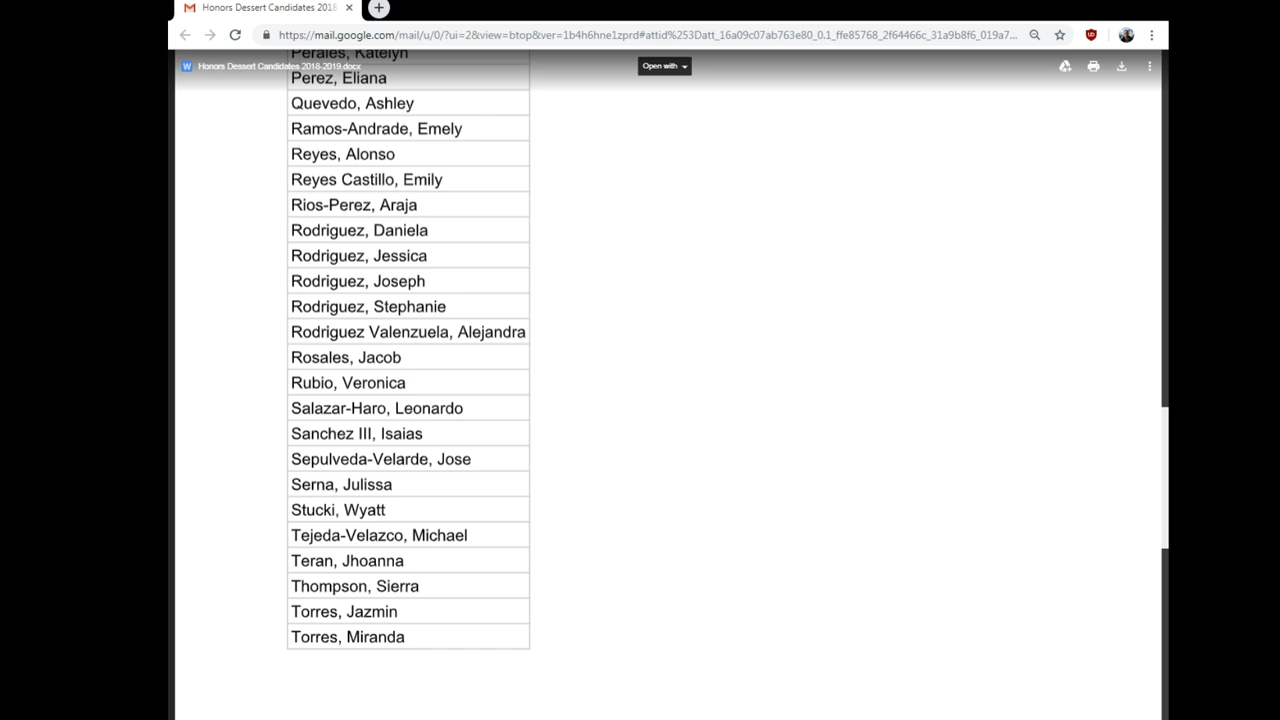 Honors Dessert Candidates 2018
https://mail.google.com/mail/u/0/?ui=2&view=btop&ver=1b4h6hne1zprd#attid%253Datt_16a09c07ab763e80_0.1_ffe85768_2f64466c_31a9b8f6_019a7...
Perales, Katelyn
Honors Dessert Candidates 2018-2019.docx
Open with
Perez, Eliana
Quevedo, Ashley
Ramos-Andrade, Emely
Reyes, Alonso
Reyes Castillo, Emily
Rios-Perez, Araja
Rodriguez, Daniela
Rodriguez, Jessica
Rodriguez, Joseph
Rodriguez, Stephanie
Rodriguez Valenzuela, Alejandra
Rosales, Jacob
Rubio, Veronica
Salazar-Haro, Leonardo
Sanchez III, Isaias
Sepulveda-Velarde, Jose
Serna, Julissa
Stucki, Wyatt
Tejeda-Velazco, Michael
Teran, Jhoanna
Thompson, Sierra
Torres, Jazmin
Torres, Miranda